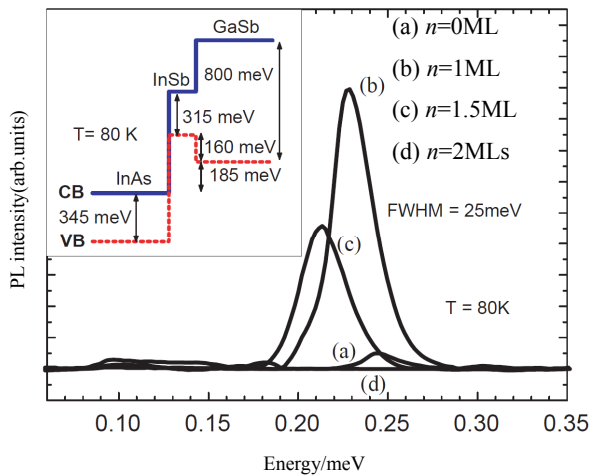 GaSb
InSb
800 meV
315 meV
T= 80 K
160 meV
InAs
185 meV
CB
345 meV
VB
(a) n=0ML
(b) n=1ML
(c) n=1.5ML
(d) n=2MLs
(b)
FWHM = 25meV
(c)
T = 80K
(a)
(d)
PL intensity(arb.units)
0.10 0.15 0.20 0.25 0.30 0.35
Energy/meV